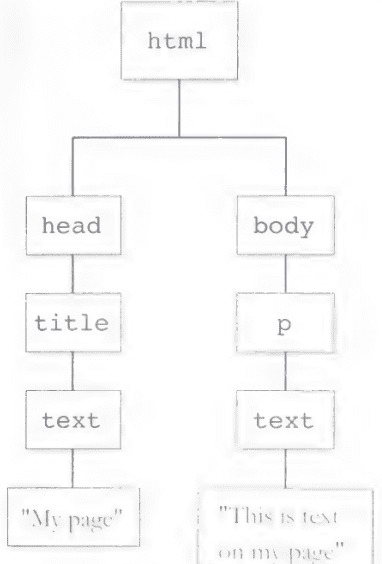 html
head
body
title
p
text
text
"My page"
"This is text
on my page"